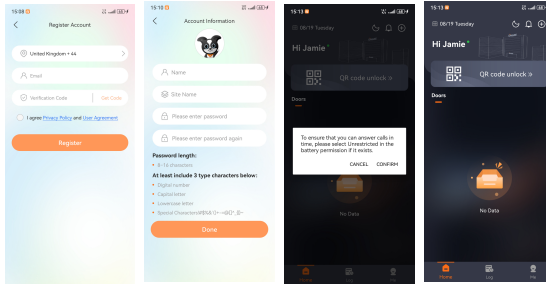 15:08
Register Account
United Kingdom + 44
Email
Verification Code
Get Code
I agree Privacy Policy and User Agreement
Register
15:10
Account Information
Name
Site Name
Please enter password
Please enter password again
Password length:
8-16 characters
At least include 3 type characters below:
Digital number
Capital letter
Lowercase letter
Special Characters
Done
15:13
08/19 Tuesday
Hi Jamie
QR code unlock »
Doors
To ensure that you can answer calls in
time, please select Unrestricted in the
battery permission if it exists.
CANCEL CONFIRM
No Data
Home
Log
Me
15:13
08/19 Tuesday
Hi Jamie
QR code unlock »
Doors
No Data
Home
Log
Me